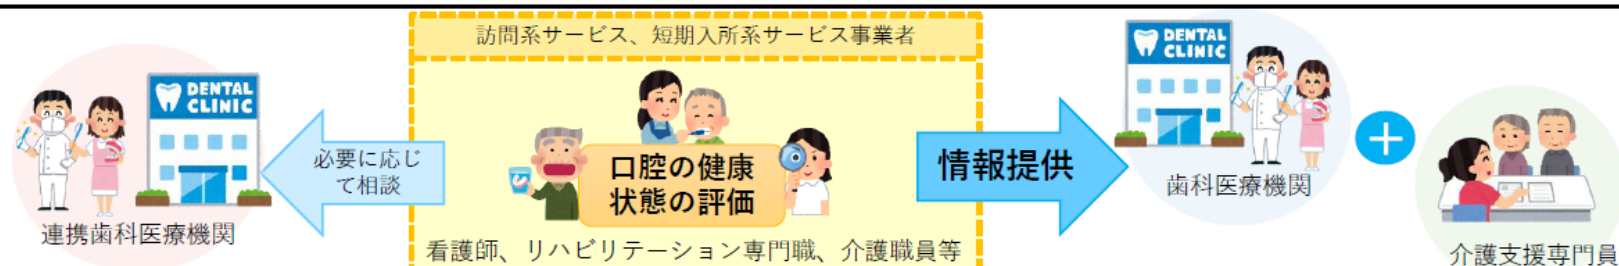 訪問系サービス、短期入所系サービス事業者
DENTAL
CLINIC
必要に応じ
て相談
連携歯科医療機関
口腔の健康
状態の評価
看護師、リハビリテーション専門職、介護職員等
情報提供
DENTAL
CLINIC
歯科医療機関
+
介護支援専門員